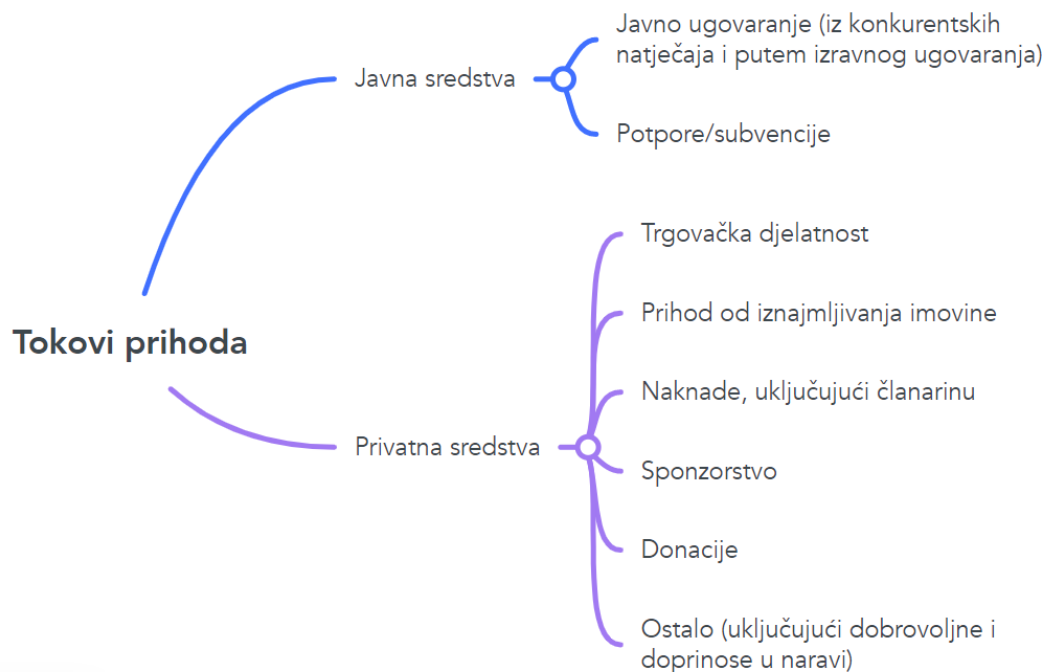 Javno ugovaranje (iz konkurentskih
natječaja i putem izravnog ugovaranja)
Javna sredstva
Potpore/subvencije
Trgovačka djelatnost
Prihod od iznajmljivanja imovine
Tokovi prihoda
Naknade, uključujući članarinu
Privatna sredstva
Sponzorstvo
Donacije
Ostalo (uključujući dobrovoljne i
doprinose u naravi)